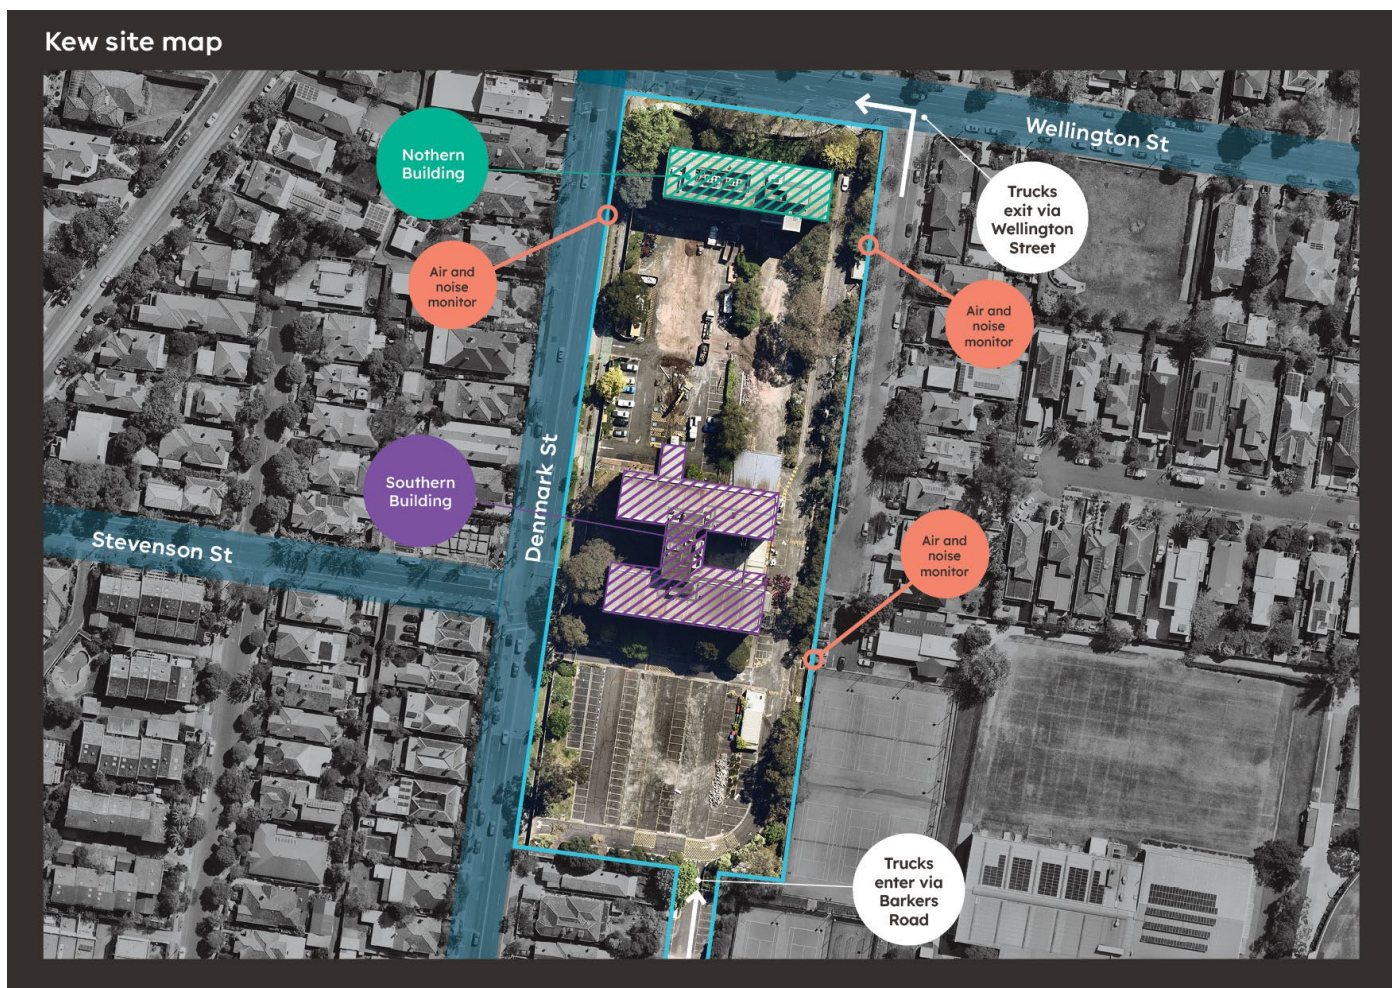 Kew site map
Wellington St
Nothern
Building
Trucks
exit via
Wellington
Street
Air and
noise
monitor
Air and
noise
monitor
Southern
Building
Denmark St
Stevenson St
Air and
noise
monitor
Trucks
enter via
Barkers
Road